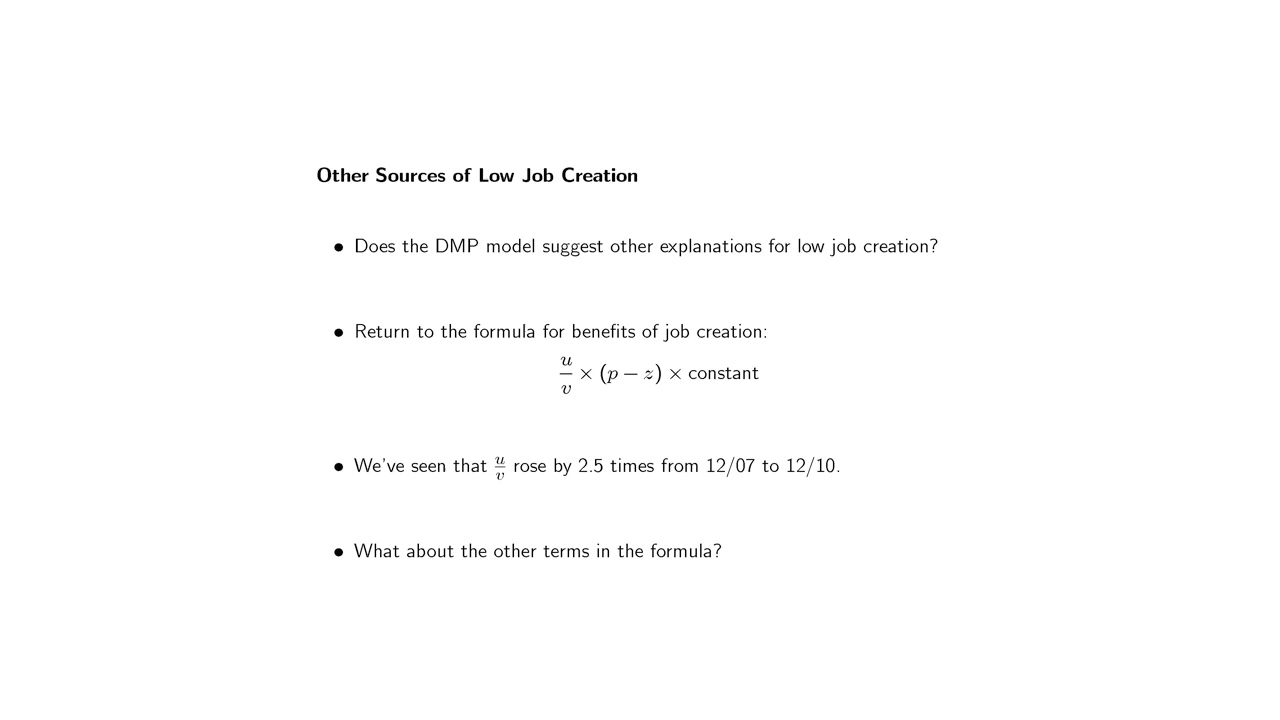 Other Sources of Low Job Creation
• Does the DMP model suggest other explanations for low job creation?
• Return to the formula for benefits of job creation:
u/v × (p − z) × constant
• We've seen that u/v rose by 2.5 times from 12/07 to 12/10.
• What about the other terms in the formula?